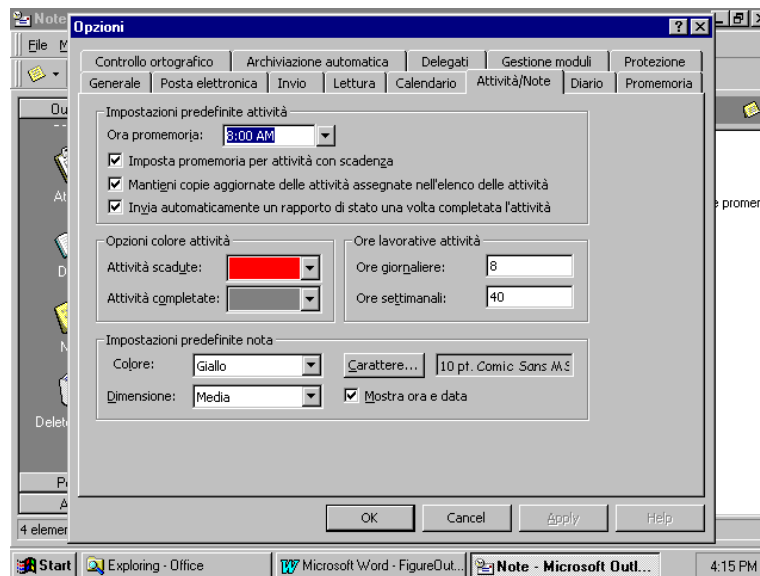 Note
Opzioni
File
Controllo ortografico Archiviazione automatica Delegati Gestione moduli Protezione
Generale Posta elettronica Invio Lettura Calendario Attività/Note Diario Promemoria
Impostazioni predefinite attività
Ora promemoria: 8:00 AM
Imposta promemoria per attività con scadenza
Mantieni copie aggiornate delle attività assegnate nell'elenco delle attività
Invia automaticamente un rapporto di stato una volta completata l'attività
Opzioni colore attività
Attività scadute:
Attività completate:
Ore lavorative attività
Ore giornaliere: 8
Ore settimanali: 40
Impostazioni predefinite nota
Colore: Giallo Carattere... 10 pt. Comic Sans MS
Dimensione: Media Mostra ora e data
OK Cancel Apply Help
4 elemen
Start Exploring - Office Microsoft Word - FigureOut... Note - Microsoft Outl... 4:15 PM